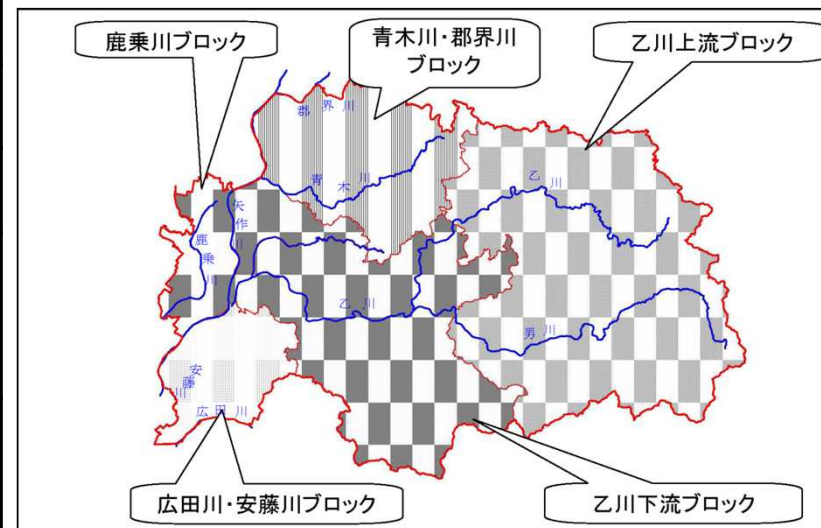 鹿乗川ブロック
青木川・郡界川
ブロック
乙川上流ブロック
郡界川
青木川
乙川
矢作川
鹿乗川
乙川
男川
安藤川
広田川
広田川・安藤川ブロック
乙川下流ブロック